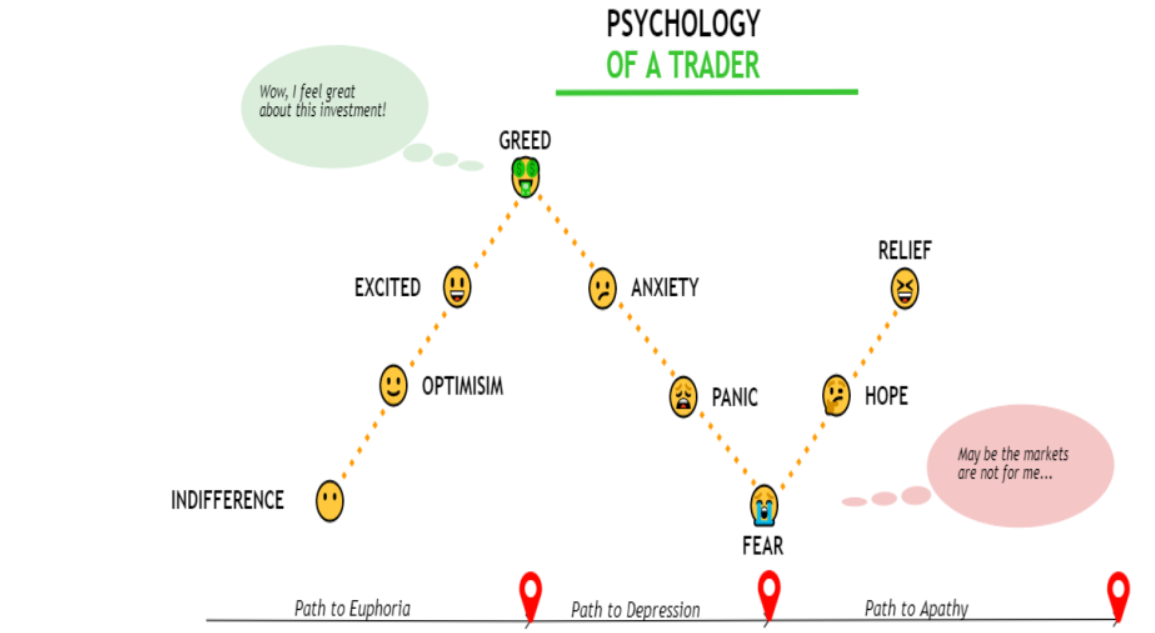 PSYCHOLOGY
OF A TRADER
Wow, I feel great
about this investment!
GREED
RELIEF
EXCITED
ANXIETY
OPTIMISIM
PANIC
HOPE
May be the markets
are not for me...
INDIFFERENCE
FEAR
Path to Euphoria
Path to Depression
Path to Apathy